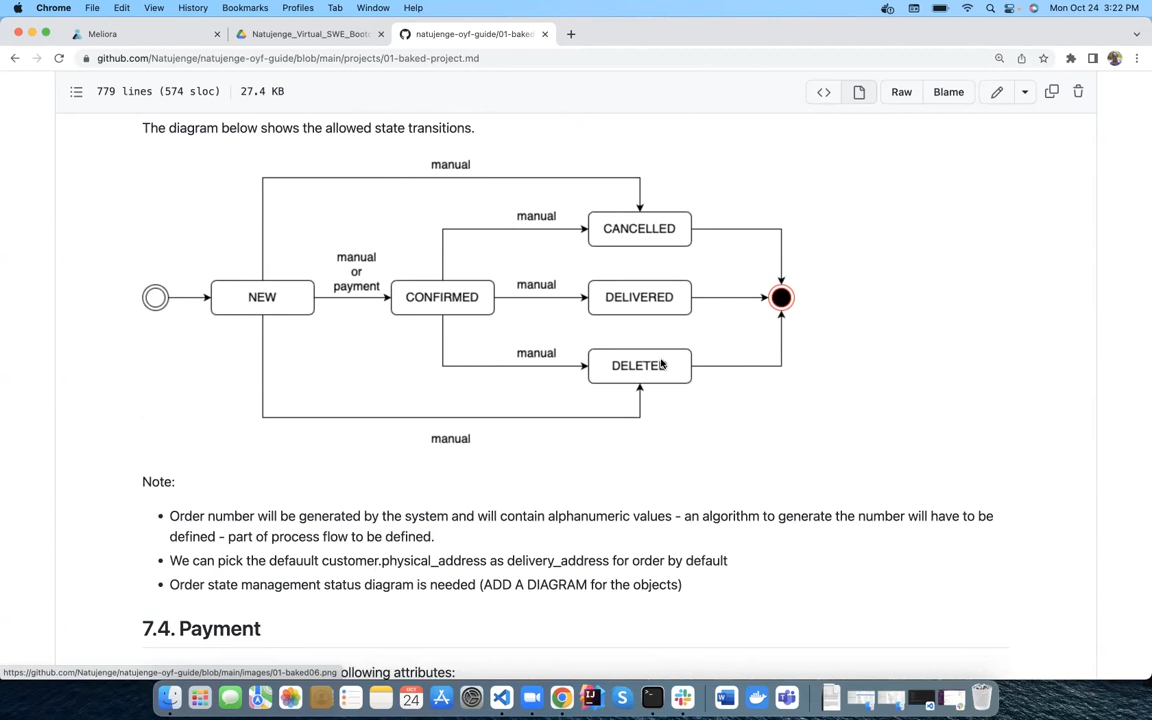 Chrome File Edit View History Bookmarks Profiles Tab Window Help Mon Oct 24 3:22 PM
Meliora Natujenge_Virtual_SWE_Bootc natujenge-oyf-guide/01-baked
github.com/Natujenge/natujenge-oyf-guide/blob/main/projects/01-baked-project.md
779 lines (574 sloc) 27.4 KB Raw Blame
The diagram below shows the allowed state transitions.
manual
manual
CANCELLED
manual
or
payment
manual
NEW
CONFIRMED
DELIVERED
manual
DELETED
manual
Note:
Order number will be generated by the system and will contain alphanumeric values - an algorithm to generate the number will have to be
defined - part of process flow to be defined.
We can pick the defauult customer.physical_address as delivery_address for order by default
Order state management status diagram is needed (ADD A DIAGRAM for the objects)
7.4. Payment
https://github.com/Natujenge/natujenge-oyf-guide/blob/main/images/01-baked06.png following attributes:
OCT
24